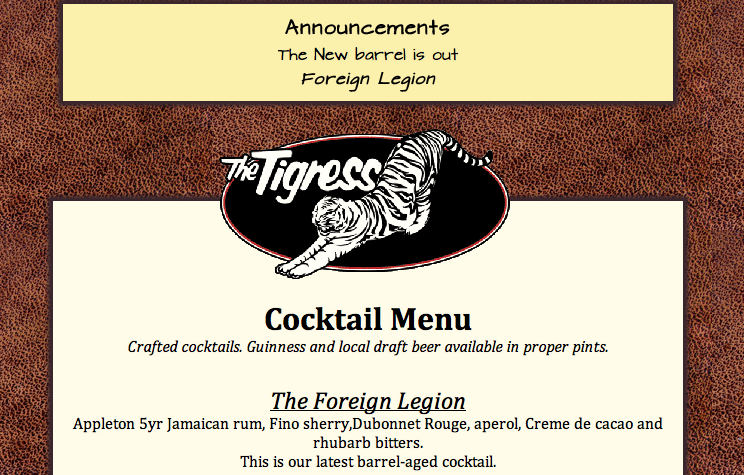 Announcements
The New barrel is out
Foreign Legion
The Tigress
Cocktail Menu
Crafted cocktails. Guinness and local draft beer available in proper pints.
The Foreign Legion
Appleton 5yr Jamaican rum, Fino sherry,Dubonnet Rouge, aperol, Creme de cacao and
rhubarb bitters.
This is our latest barrel-aged cocktail.